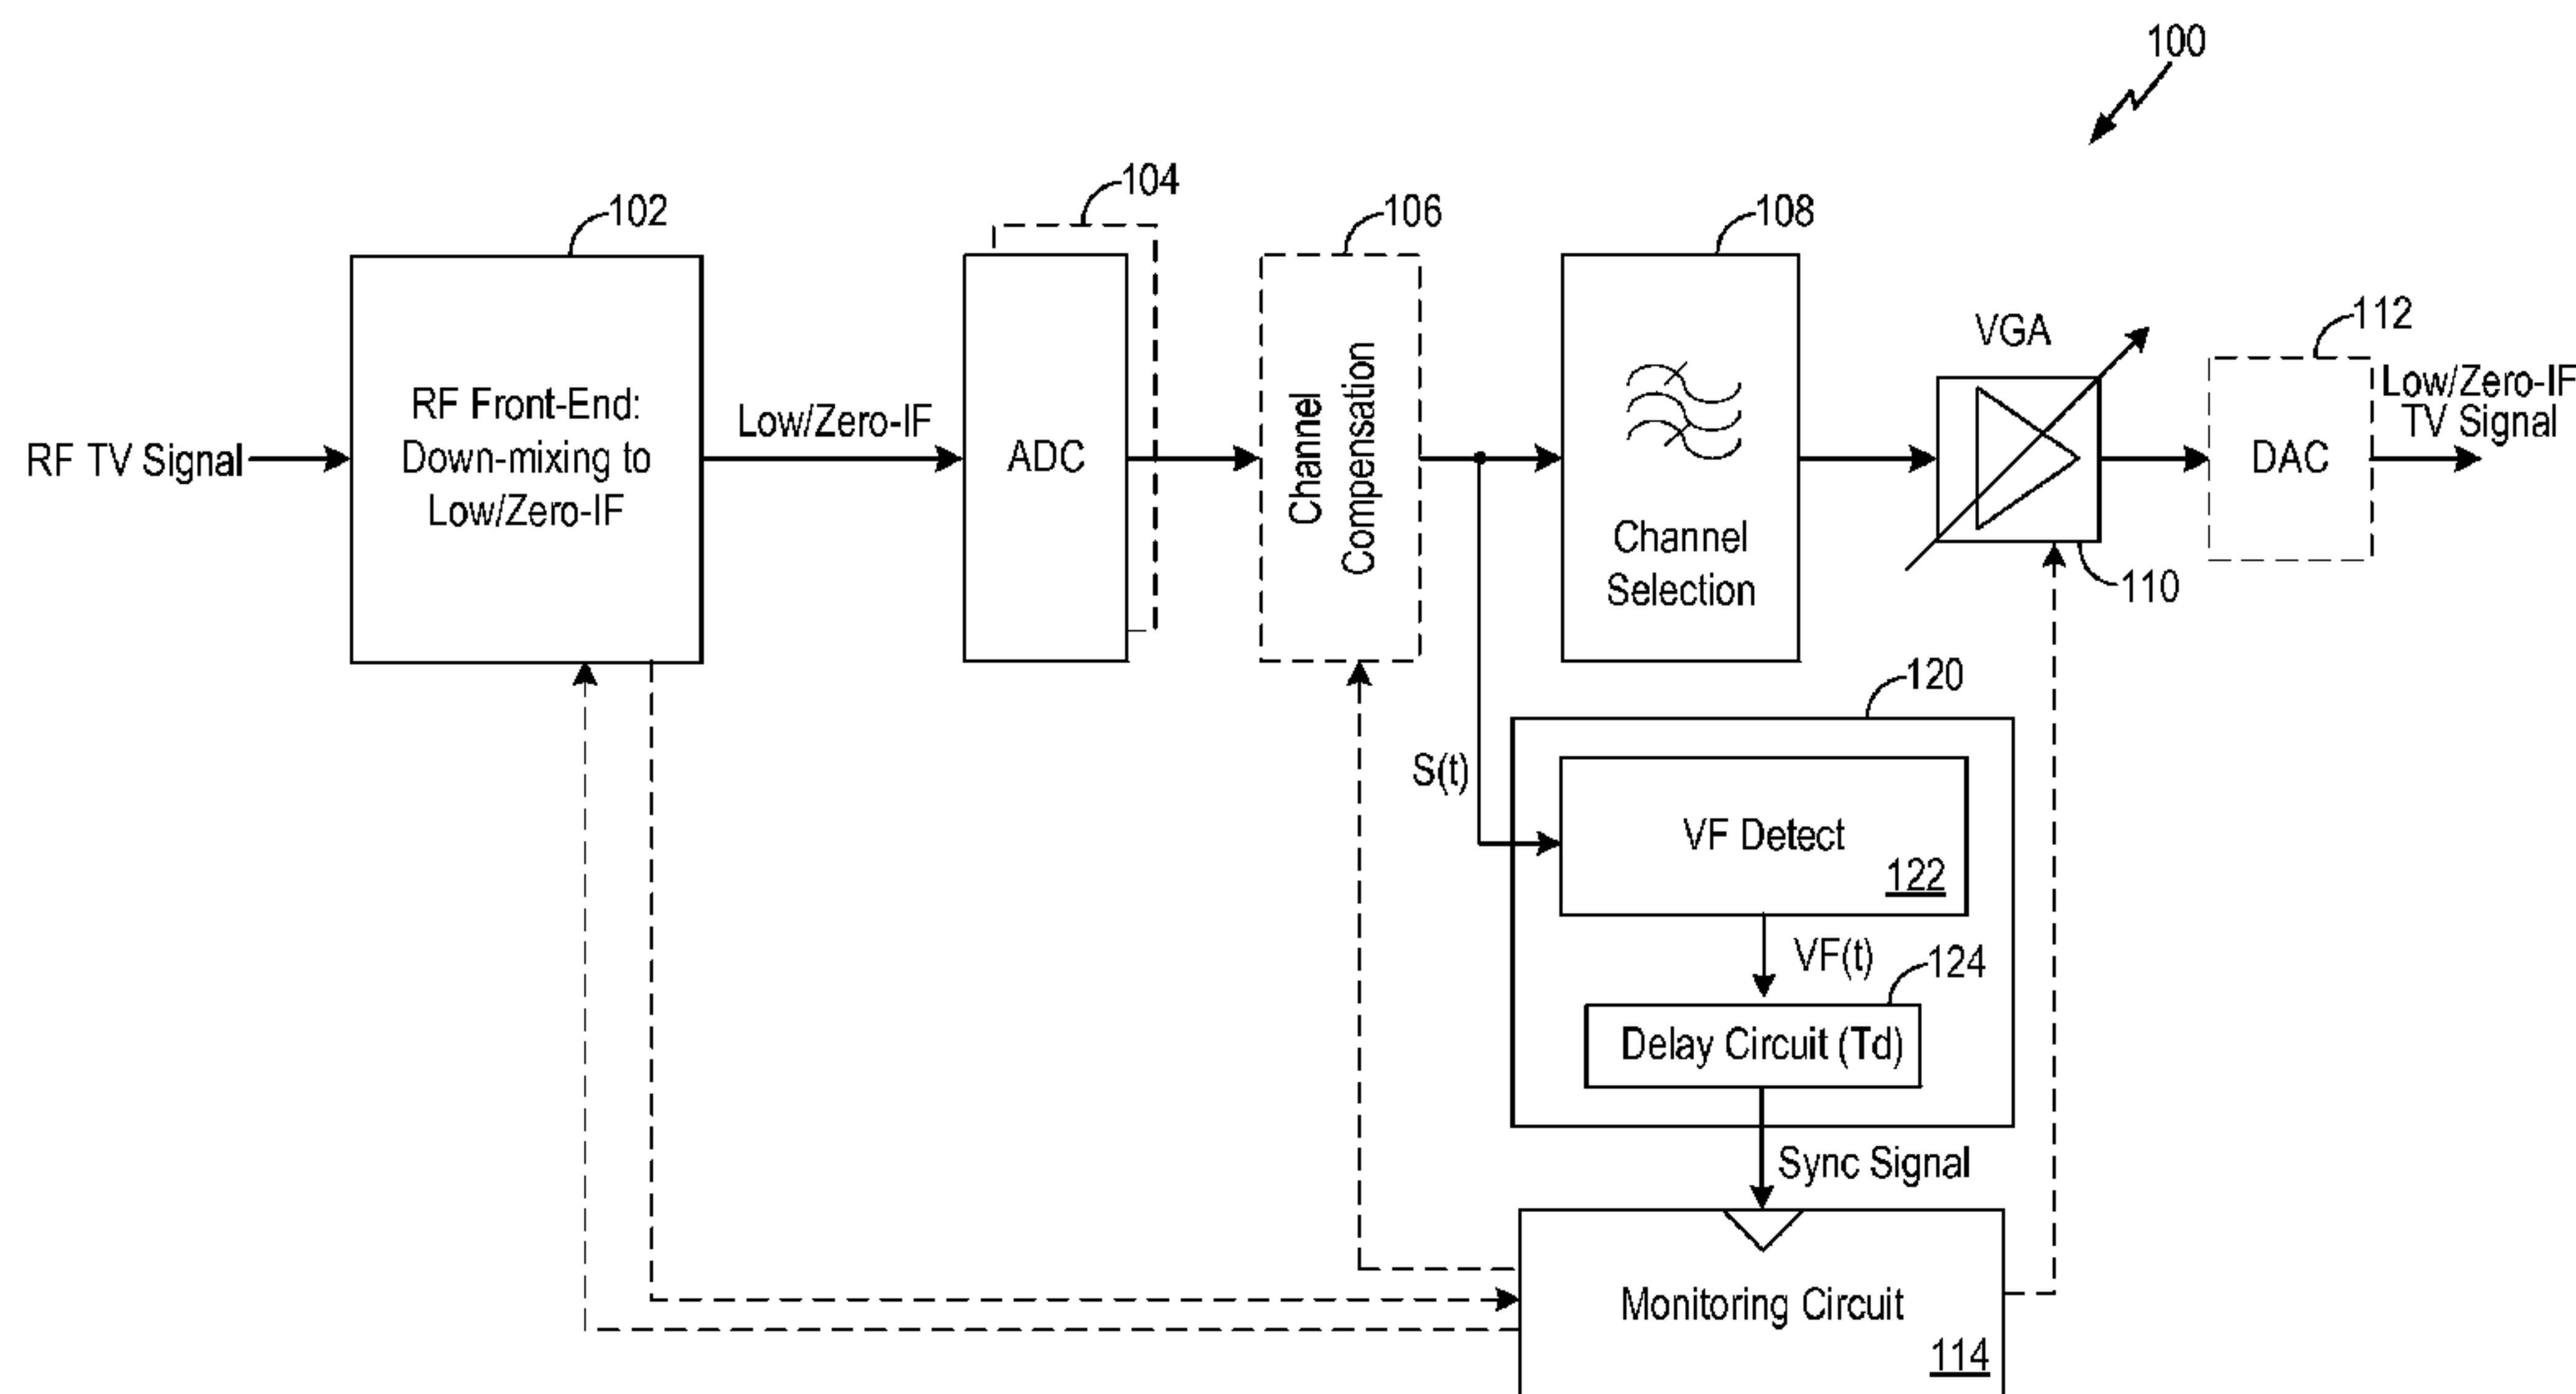 100
104
102
106
108
112
VGA
RF Front-End:
Down-mixing to
Low/Zero-IF
RF TV Signal
Low/Zero-IF
ADC
Channel
Compensation
Channel
Selection
DAC
Low/Zero-IF
TV Signal
110
120
S(t)
VF Detect
122
VF(t)
124
Delay Circuit (Td)
Sync Signal
Monitoring Circuit
114